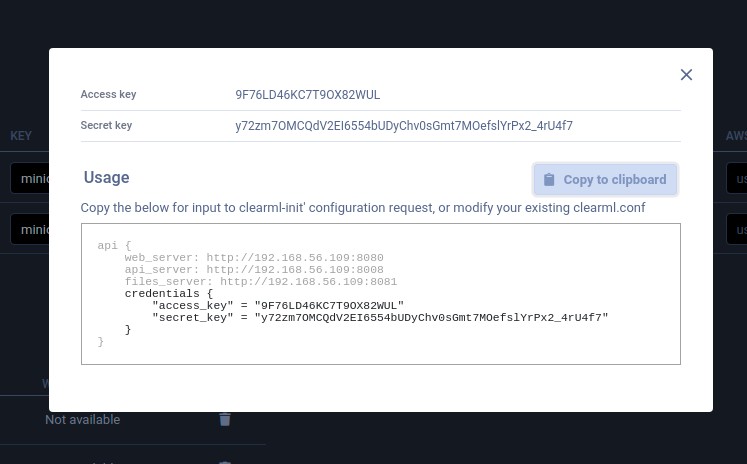 Access key 9F76LD46KC7T9OX82WUL
Secret key y72zm7OMCQdV2EI6554bUDyChv0sGmt7MOefslYrPx2_4rU4f7
KEY
AWS
minic
us
Usage
Copy to clipboard
Copy the below for input to clearml-init' configuration request, or modify your existing clearml.conf
minic
us
api {
web_server: http://192.168.56.109:8080
api_server: http://192.168.56.109:8008
files_server: http://192.168.56.109:8081
credentials {
"access_key" = "9F76LD46KC7T9OX82WUL"
"secret_key" = "y72zm7OMCQdV2EI6554bUDyChv0sGmt7MOefslYrPx2_4rU4f7"
}
}
W
Not available